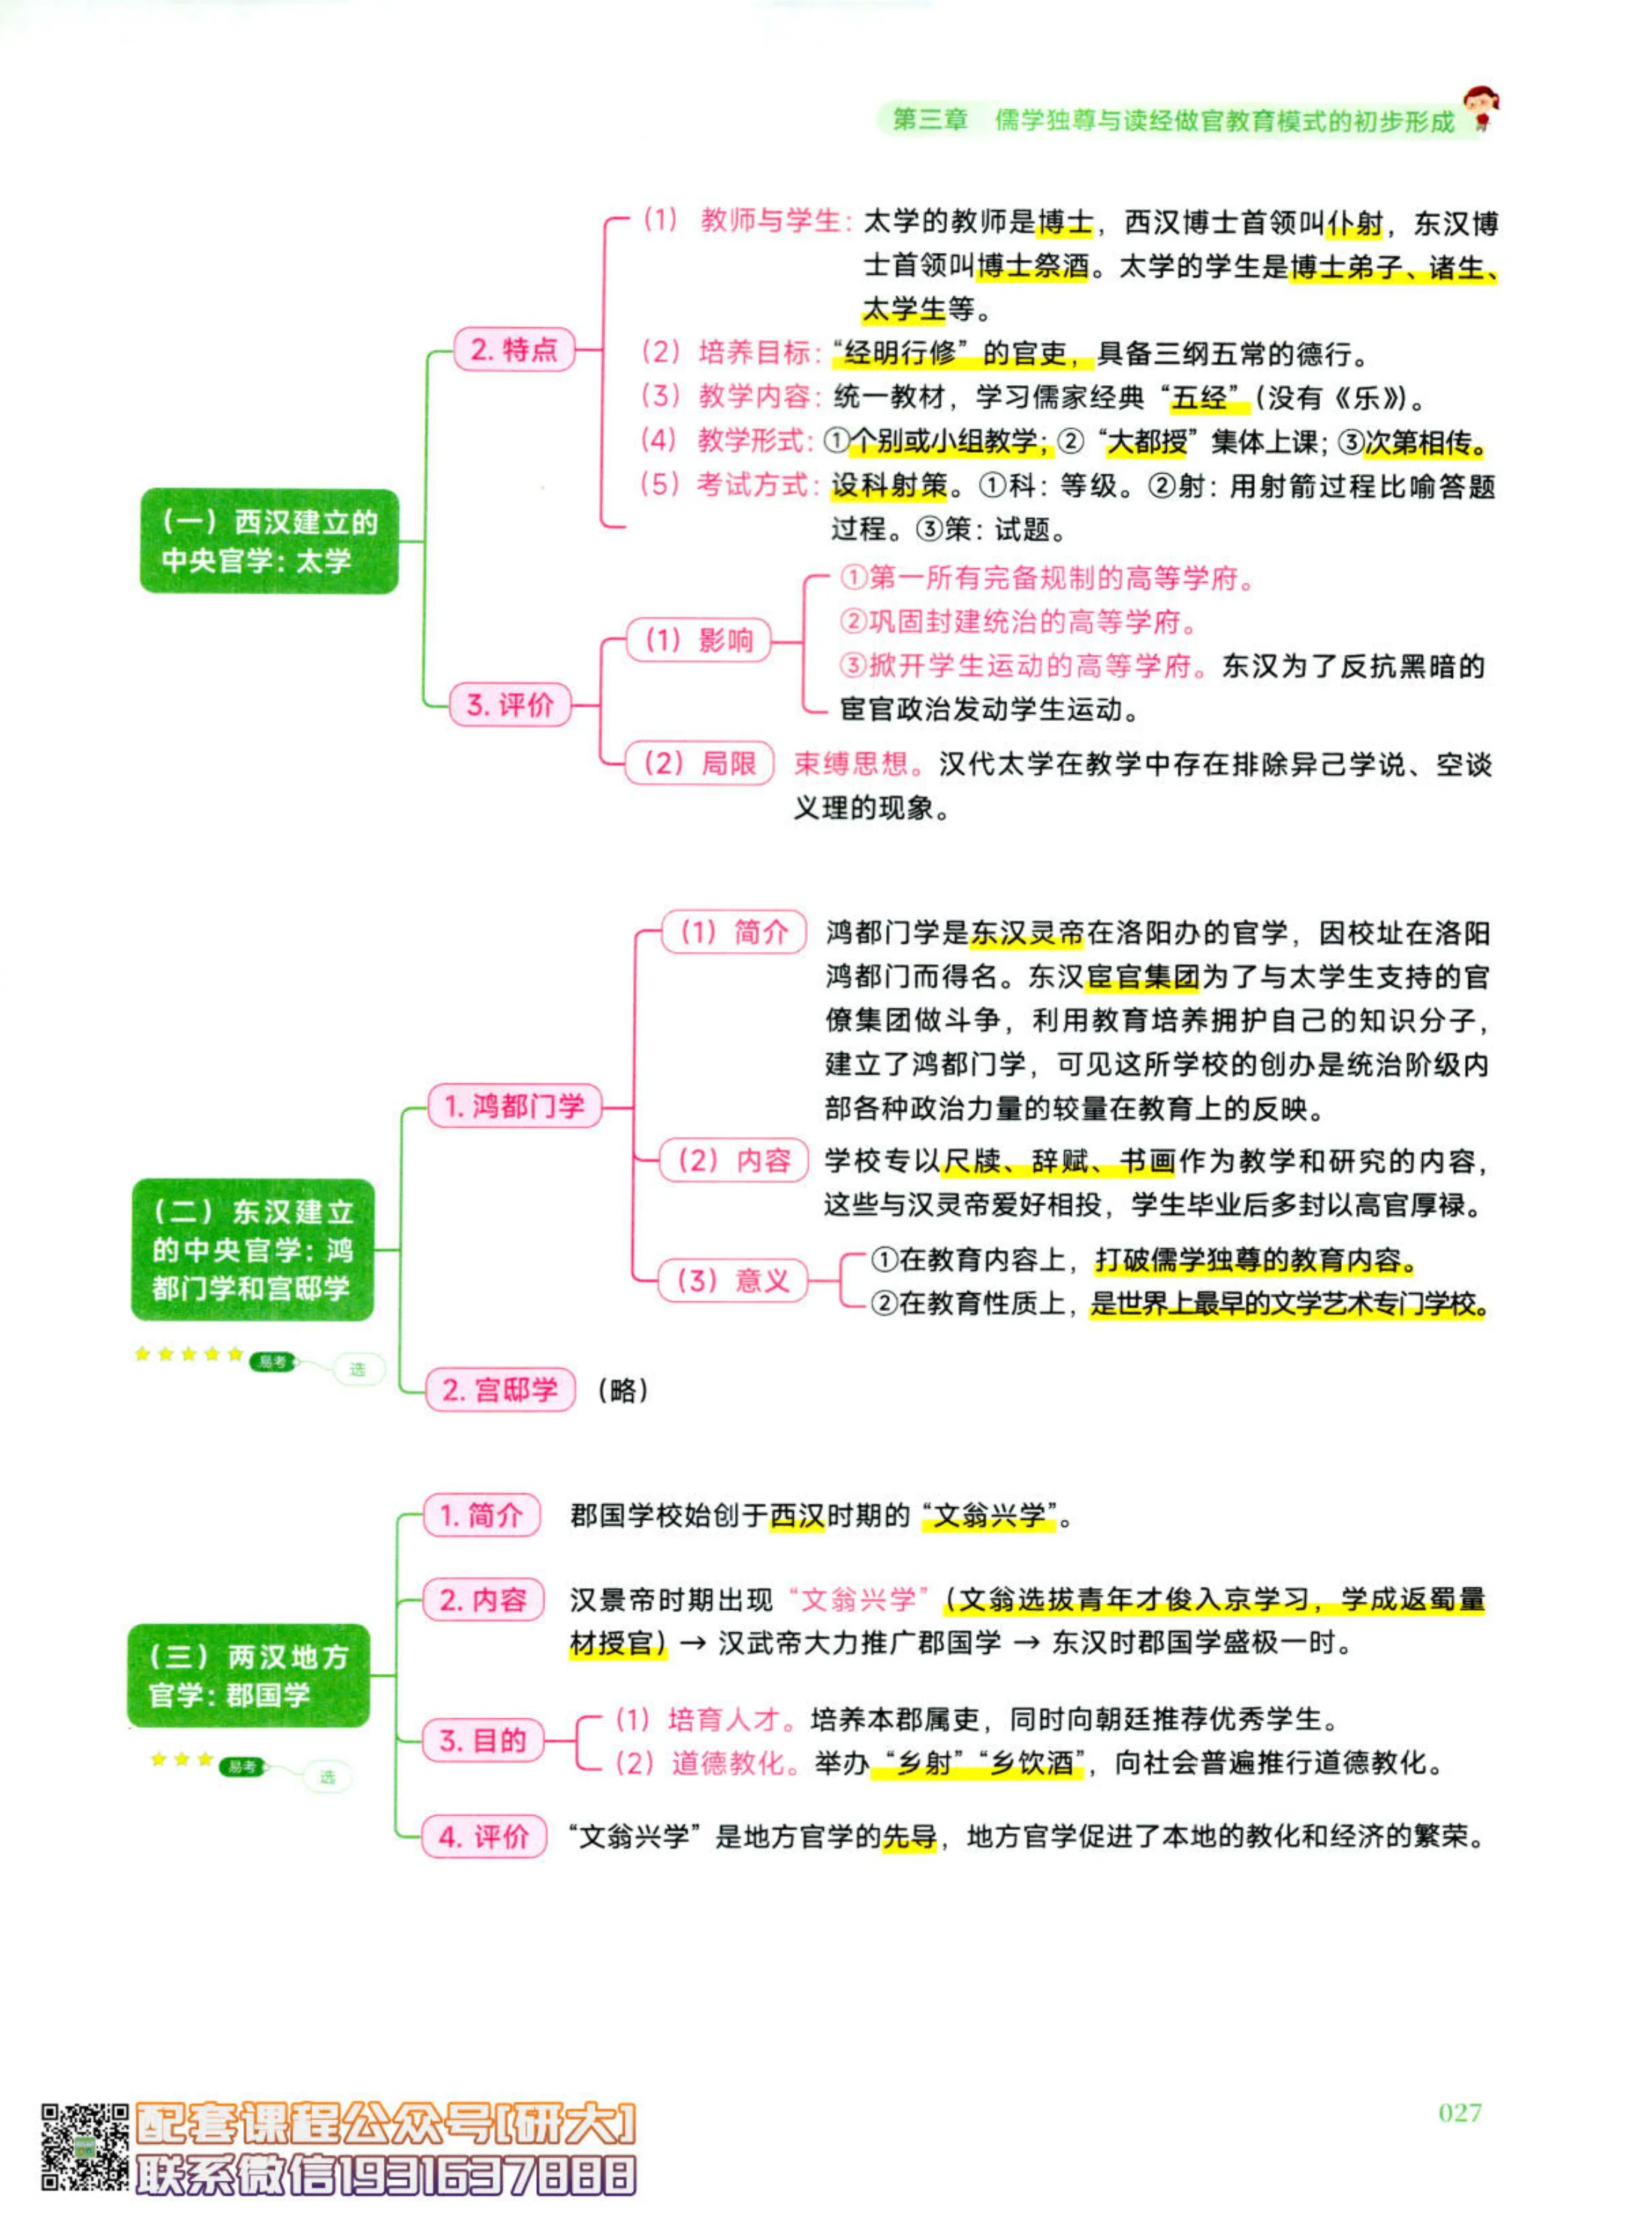 第三章 儒学独尊与读经做官教育模式的初步形成
（一）西汉建立的
中央官学：太学
2. 特点
（1） 教师与学生：太学的教师是博士，西汉博士首领叫仆射，东汉博
士首领叫博士祭酒。太学的学生是博士弟子、诸生、
太学生等。
（2）培养目标：“经明行修”的官吏，具备三纲五常的德行。
（3）教学内容：统一教材，学习儒家经典“五经”（没有《乐》）。
（4）教学形式：①个别或小组教学；②“大都授”集体上课；③次第相传。
（5）考试方式：设科射策。①科：等级。②射：用射箭过程比喻答题
过程。③策：试题。
3. 评价
（1）影响
①第一所有完备规制的高等学府。
②巩固封建统治的高等学府。
③掀开学生运动的高等学府。东汉为了反抗黑暗的
宦官政治发动学生运动。
（2）局限
束缚思想。汉代太学在教学中存在排除异己学说、空谈
义理的现象。
（二）东汉建立
的中央官学：鸿
都门学和宫邸学
易考
选
1. 鸿都门学
（1）简介
鸿都门学是东汉灵帝在洛阳办的官学，因校址在洛阳
鸿都门而得名。东汉宦官集团为了与太学生支持的官
僚集团做斗争，利用教育培养拥护自己的知识分子，
建立了鸿都门学，可见这所学校的创办是统治阶级内
部各种政治力量的较量在教育上的反映。
（2）内容
学校专以尺牍、辞赋、书画作为教学和研究的内容，
这些与汉灵帝爱好相投，学生毕业后多封以高官厚禄。
（3）意义
①在教育内容上，打破儒学独尊的教育内容。
②在教育性质上，是世界上最早的文学艺术专门学校。
2. 宫邸学 （略）
（三）两汉地方
官学：郡国学
易考
选
1. 简介
郡国学校始创于西汉时期的“文翁兴学”。
2. 内容
汉景帝时期出现“文翁兴学”（文翁选拔青年才俊入京学习，学成返蜀量
材授官）→ 汉武帝大力推广郡国学 → 东汉时郡国学盛极一时。
3. 目的
（1）培育人才。培养本郡属吏，同时向朝廷推荐优秀学生。
（2）道德教化。举办“乡射”“乡饮酒”，向社会普遍推行道德教化。
4. 评价
“文翁兴学”是地方官学的先导，地方官学促进了本地的教化和经济的繁荣。
配套课程公众号[研大]
联系微信1931637888
027